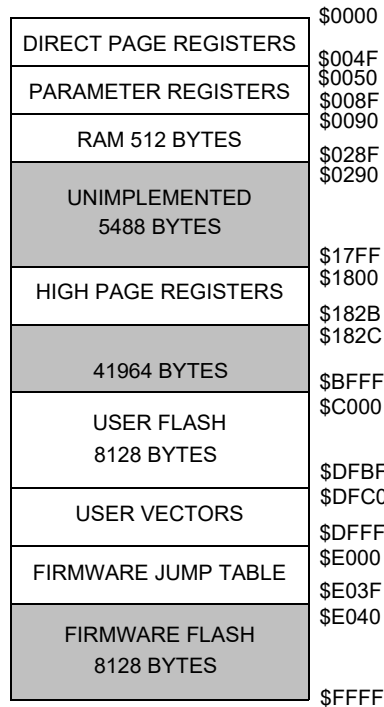 $0000
DIRECT PAGE REGISTERS
$004F
$0050
PARAMETER REGISTERS
$008F
$0090
RAM 512 BYTES
$028F
$0290
UNIMPLEMENTED
5488 BYTES
$17FF
$1800
HIGH PAGE REGISTERS
$182B
$182C
41964 BYTES
$BFFF
$C000
USER FLASH
8128 BYTES
$DFBF
$DFC0
USER VECTORS
$DFFF
$E000
FIRMWARE JUMP TABLE
$E03F
$E040
FIRMWARE FLASH
8128 BYTES
$FFFF